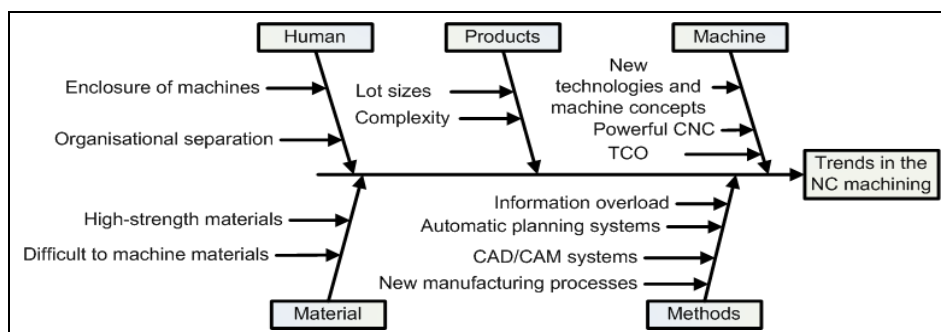 Human
Products
Machine
Enclosure of machines
Organisational separation
Lot sizes
Complexity
New
technologies and
machine concepts
Powerful CNC
TCO
Trends in the
NC machining
High-strength materials
Difficult to machine materials
Information overload
Automatic planning systems
CAD/CAM systems
New manufacturing processes
Material
Methods